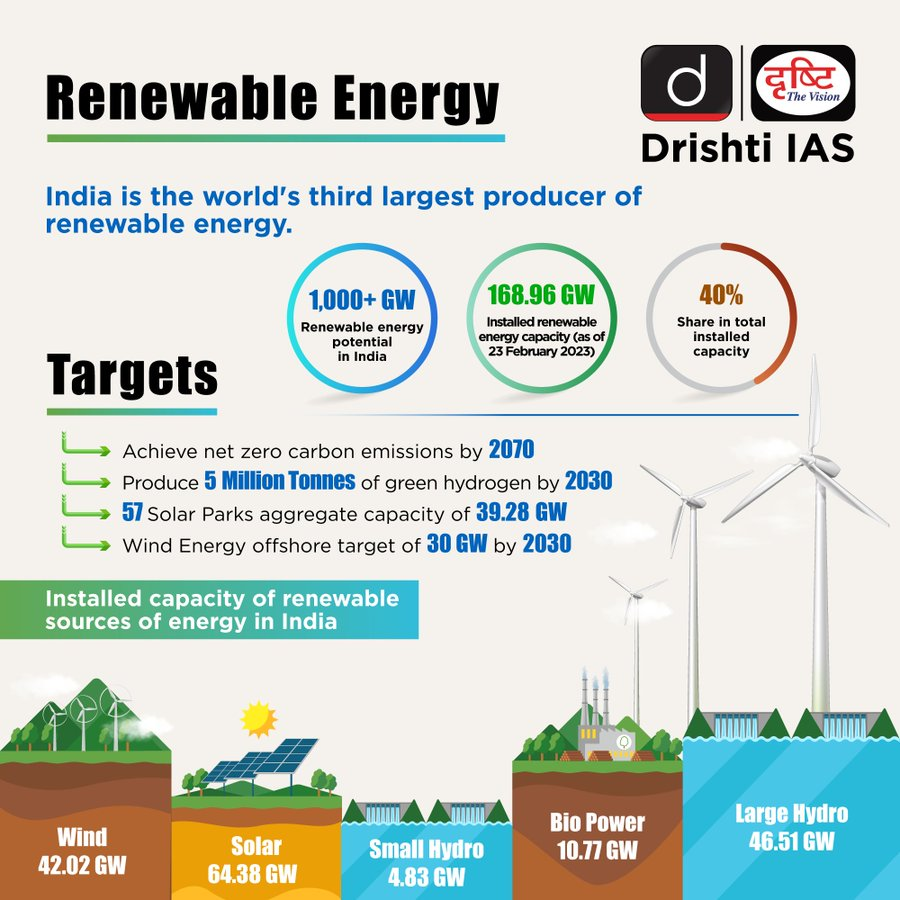 Renewable Energy
d
दृष्टि
The Vision
Drishti IAS
India is the world's third largest producer of
renewable energy.
1,000+ GW
Renewable energy
potential
in India
168.96 GW
Installed renewable
energy capacity (as of
23 February 2023)
40%
Share in total
installed
capacity
Targets
Achieve net zero carbon emissions by 2070
Produce 5 Million Tonnes of green hydrogen by 2030
57 Solar Parks aggregate capacity of 39.28 GW
Wind Energy offshore target of 30 GW by 2030
Installed capacity of renewable
sources of energy in India
Wind
42.02 GW
Solar
64.38 GW
Small Hydro
4.83 GW
Bio Power
10.77 GW
Large Hydro
46.51 GW